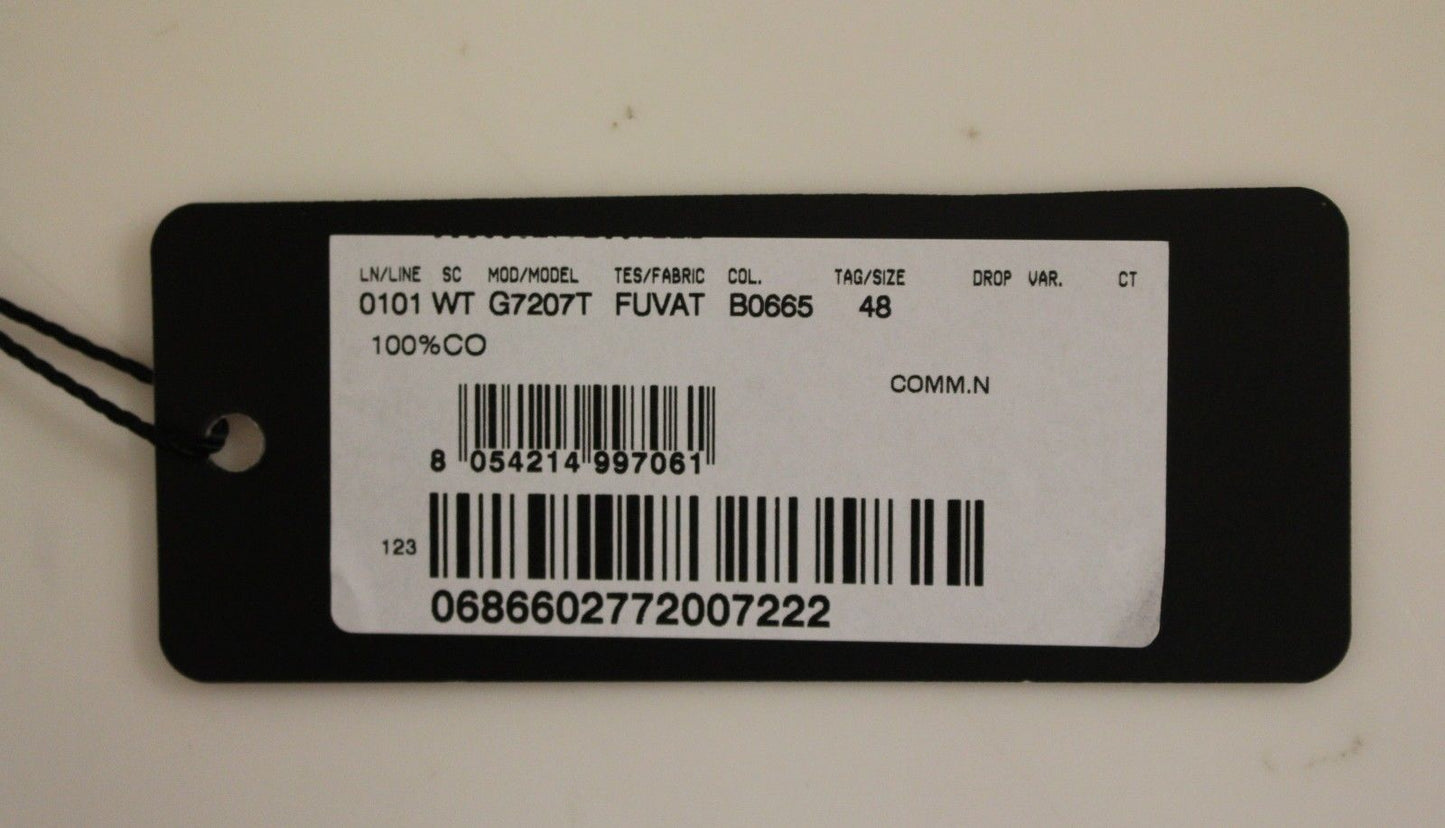 LN/LINE SC MOD/MODEL TES/FABRIC COL. TAG/SIZE DROP VAR. CT
0101 WT G7207T FUVAT B0665 48
100%CO
COMM.N
8 054214 997061
123
0686602772007222